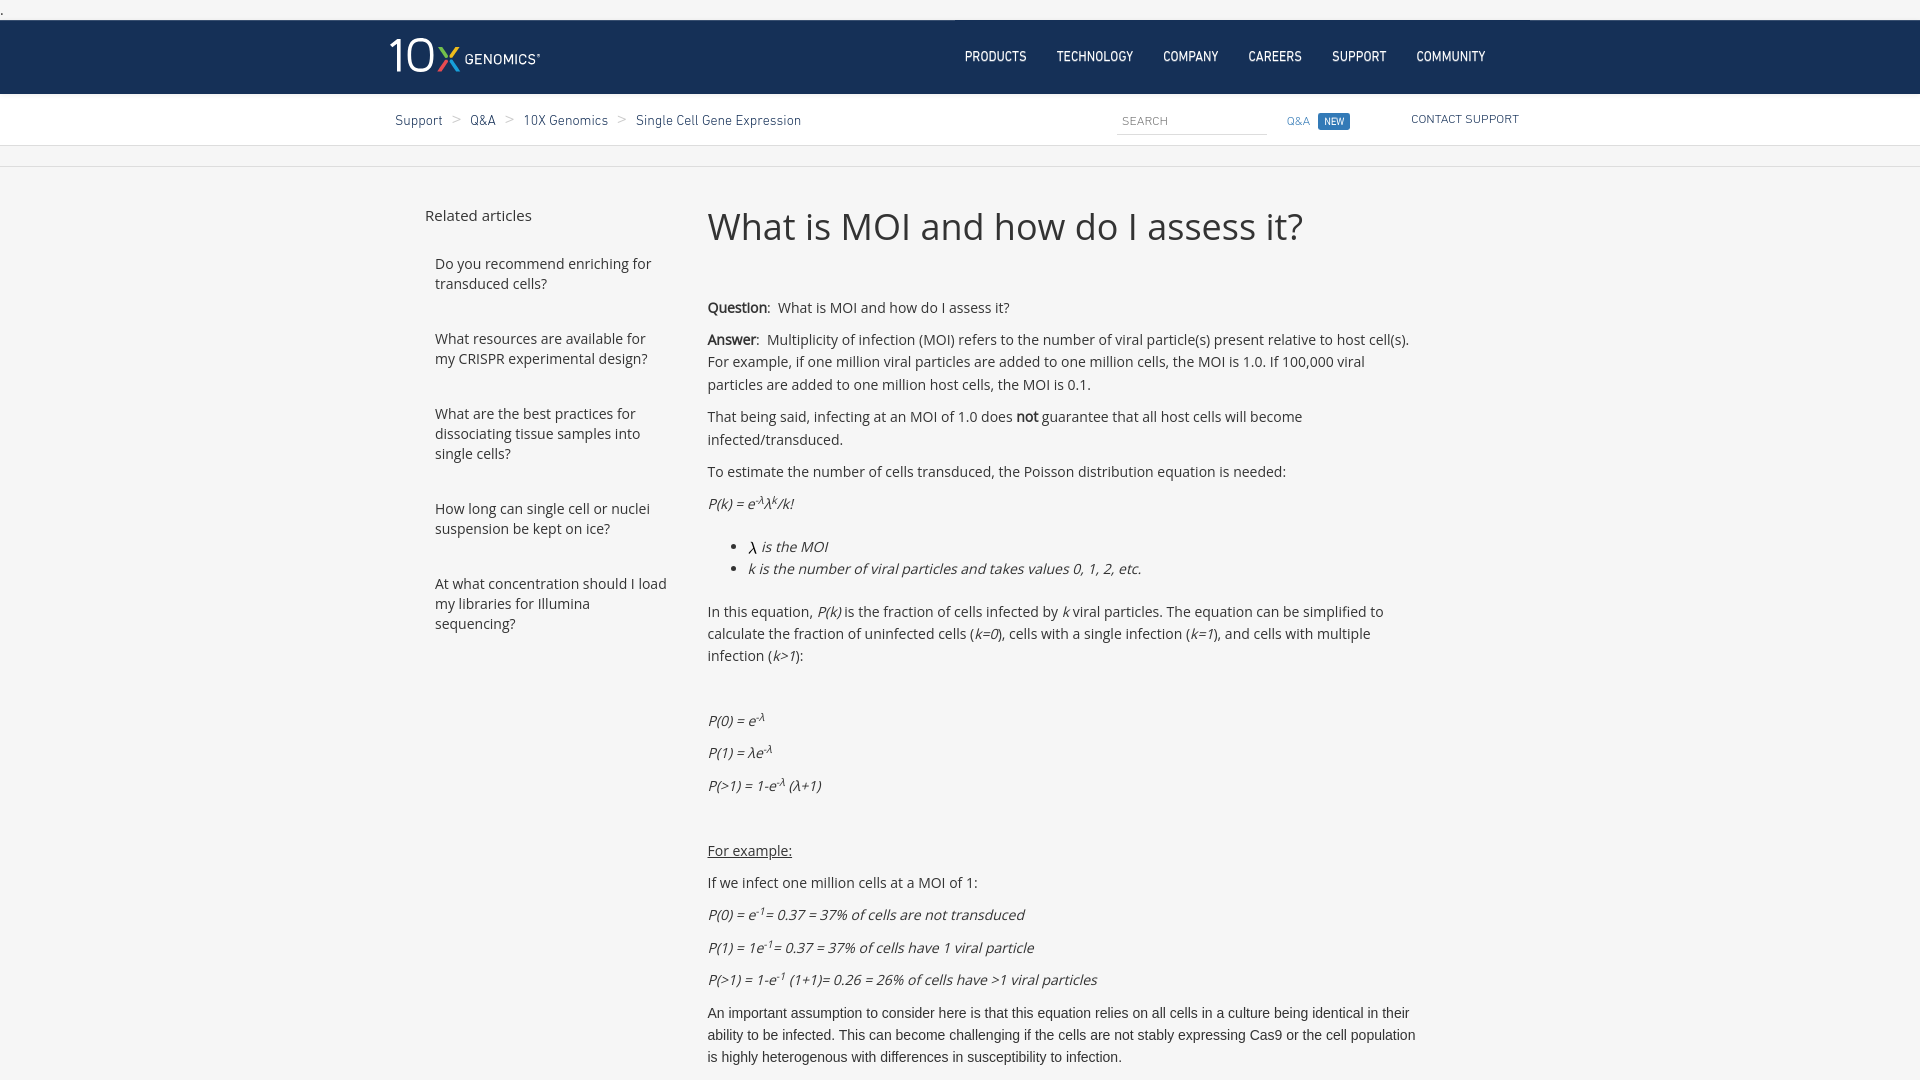 .
10x GENOMICS®
PRODUCTS TECHNOLOGY COMPANY CAREERS SUPPORT COMMUNITY
Support > Q&A > 10X Genomics > Single Cell Gene Expression
SEARCH
Q&A NEW
CONTACT SUPPORT
Related articles
Do you recommend enriching for
transduced cells?
What resources are available for
my CRISPR experimental design?
What are the best practices for
dissociating tissue samples into
single cells?
How long can single cell or nuclei
suspension be kept on ice?
At what concentration should I load
my libraries for Illumina
sequencing?
What is MOI and how do I assess it?
Question: What is MOI and how do I assess it?
Answer: Multiplicity of infection (MOI) refers to the number of viral particle(s) present relative to host cell(s).
For example, if one million viral particles are added to one million cells, the MOI is 1.0. If 100,000 viral
particles are added to one million host cells, the MOI is 0.1.
That being said, infecting at an MOI of 1.0 does not guarantee that all host cells will become
infected/transduced.
To estimate the number of cells transduced, the Poisson distribution equation is needed:
P(k) = e^-λλ^k/k!
• λ is the MOI
• k is the number of viral particles and takes values 0, 1, 2, etc.
In this equation, P(k) is the fraction of cells infected by k viral particles. The equation can be simplified to
calculate the fraction of uninfected cells (k=0), cells with a single infection (k=1), and cells with multiple
infection (k>1):
P(0) = e^-λ
P(1) = λe^-λ
P(>1) = 1-e^-λ (λ+1)
For example:
If we infect one million cells at a MOI of 1:
P(0) = e^-1= 0.37 = 37% of cells are not transduced
P(1) = 1e^-1= 0.37 = 37% of cells have 1 viral particle
P(>1) = 1-e^-1 (1+1)= 0.26 = 26% of cells have >1 viral particles
An important assumption to consider here is that this equation relies on all cells in a culture being identical in their
ability to be infected. This can become challenging if the cells are not stably expressing Cas9 or the cell population
is highly heterogenous with differences in susceptibility to infection.